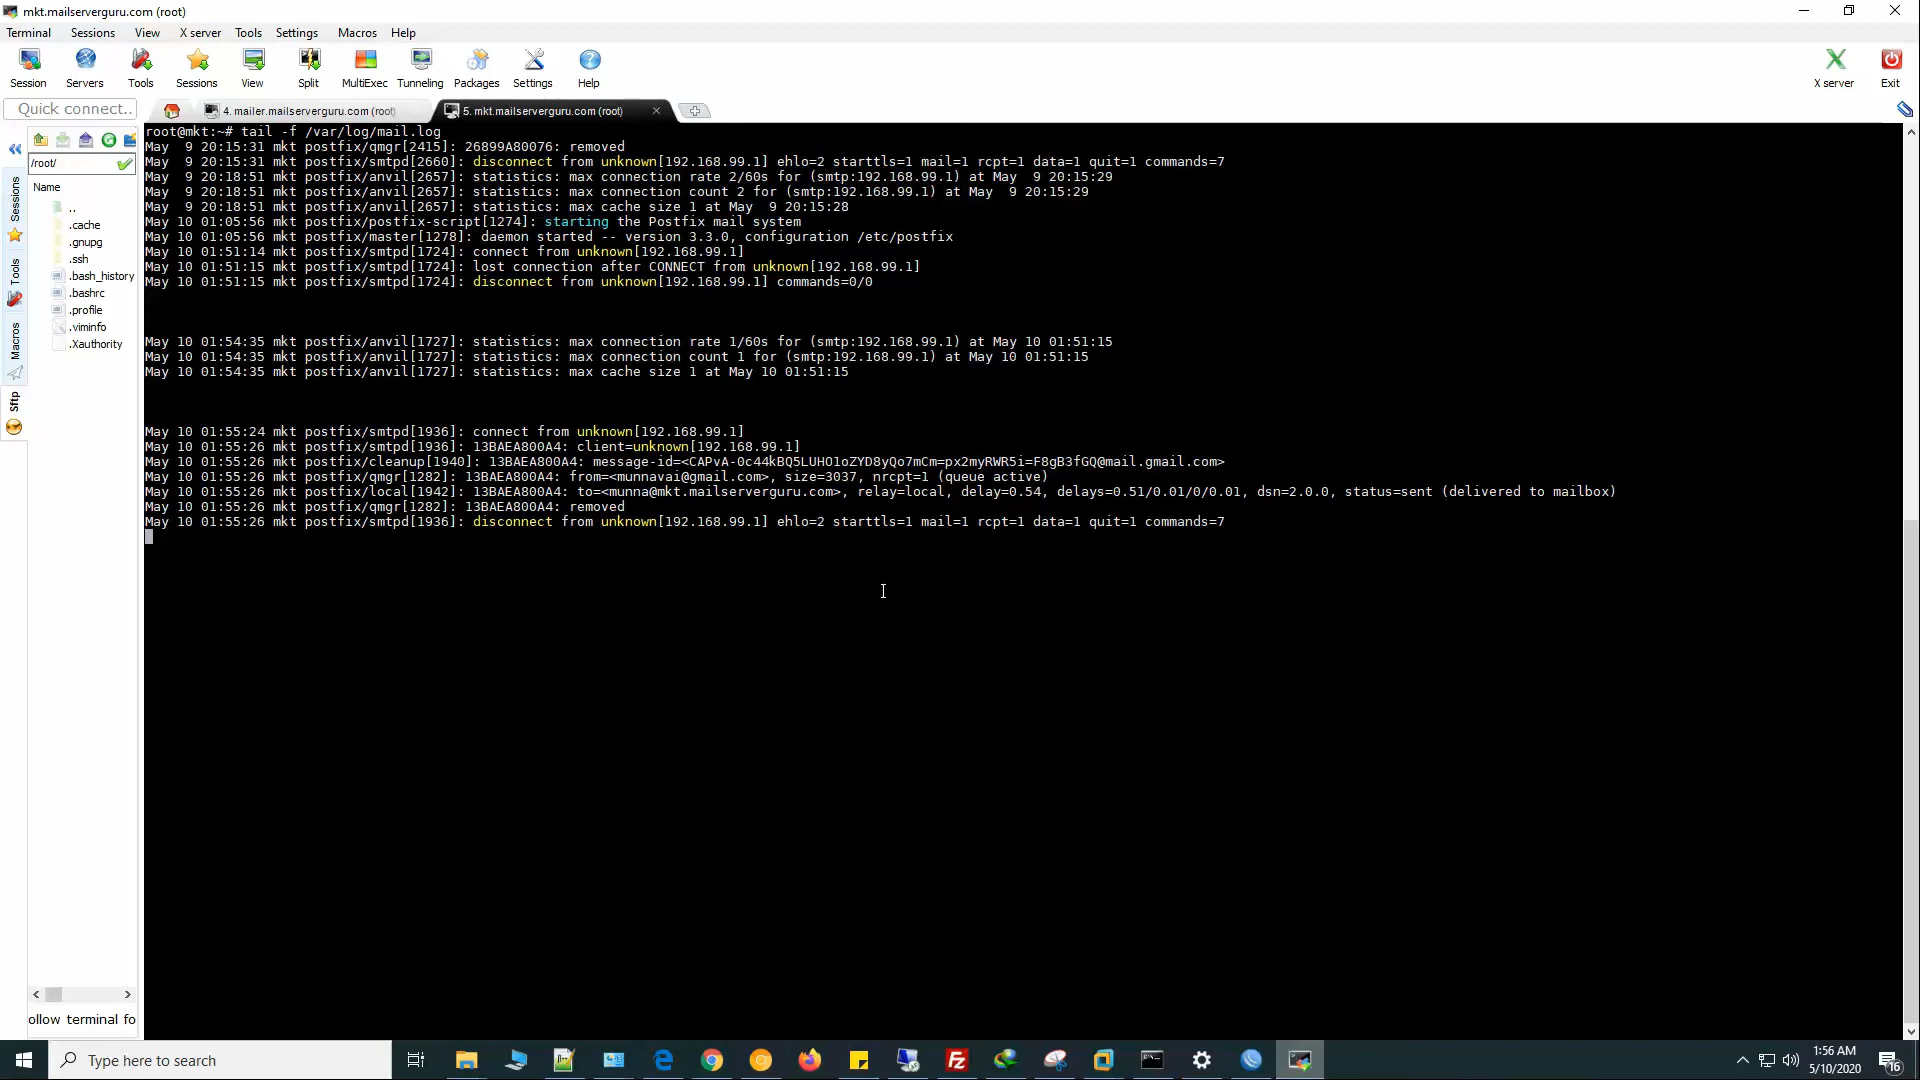 mkt.mailserverguru.com (root)
Terminal Sessions View X server Tools Settings Macros Help
Session Servers Tools Sessions View Split MultiExec Tunneling Packages Settings Help X server Exit
Quick connect.. 4. mailer.mailserverguru.com (root) 5. mkt.mailserverguru.com (root)
/root/
Name
..
.cache
.gnupg
.ssh
.bash_history
.bashrc
.profile
.viminfo
.Xauthority
ollow terminal fo
Sessions
Tools
Macros
Sftp
root@mkt:~# tail -f /var/log/mail.log
May  9 20:15:31 mkt postfix/qmgr[2415]: 26899A80076: removed
May  9 20:15:31 mkt postfix/smtpd[2660]: disconnect from unknown[192.168.99.1] ehlo=2 starttls=1 mail=1 rcpt=1 data=1 quit=1 commands=7
May  9 20:18:51 mkt postfix/anvil[2657]: statistics: max connection rate 2/60s for (smtp:192.168.99.1) at May  9 20:15:29
May  9 20:18:51 mkt postfix/anvil[2657]: statistics: max connection count 2 for (smtp:192.168.99.1) at May  9 20:15:29
May  9 20:18:51 mkt postfix/anvil[2657]: statistics: max cache size 1 at May  9 20:15:28
May 10 01:05:56 mkt postfix/postfix-script[1274]: starting the Postfix mail system
May 10 01:05:56 mkt postfix/master[1278]: daemon started -- version 3.3.0, configuration /etc/postfix
May 10 01:51:14 mkt postfix/smtpd[1724]: connect from unknown[192.168.99.1]
May 10 01:51:15 mkt postfix/smtpd[1724]: lost connection after CONNECT from unknown[192.168.99.1]
May 10 01:51:15 mkt postfix/smtpd[1724]: disconnect from unknown[192.168.99.1] commands=0/0
May 10 01:54:35 mkt postfix/anvil[1727]: statistics: max connection rate 1/60s for (smtp:192.168.99.1) at May 10 01:51:15
May 10 01:54:35 mkt postfix/anvil[1727]: statistics: max connection count 1 for (smtp:192.168.99.1) at May 10 01:51:15
May 10 01:54:35 mkt postfix/anvil[1727]: statistics: max cache size 1 at May 10 01:51:15
May 10 01:55:24 mkt postfix/smtpd[1936]: connect from unknown[192.168.99.1]
May 10 01:55:26 mkt postfix/smtpd[1936]: 13BAEA800A4: client=unknown[192.168.99.1]
May 10 01:55:26 mkt postfix/cleanup[1940]: 13BAEA800A4: message-id=<CAPvA-0c44kBQ5LUHO1oZYD8yQo7mCm=px2myRWR5i=F8gB3fGQ@mail.gmail.com>
May 10 01:55:26 mkt postfix/qmgr[1282]: 13BAEA800A4: from=<munnavai@gmail.com>, size=3037, nrcpt=1 (queue active)
May 10 01:55:26 mkt postfix/local[1942]: 13BAEA800A4: to=<munna@mkt.mailserverguru.com>, relay=local, delay=0.54, delays=0.51/0.01/0/0.01, dsn=2.0.0, status=sent (delivered to mailbox)
May 10 01:55:26 mkt postfix/qmgr[1282]: 13BAEA800A4: removed
May 10 01:55:26 mkt postfix/smtpd[1936]: disconnect from unknown[192.168.99.1] ehlo=2 starttls=1 mail=1 rcpt=1 data=1 quit=1 commands=7
Type here to search
1:56 AM
5/10/2020
16